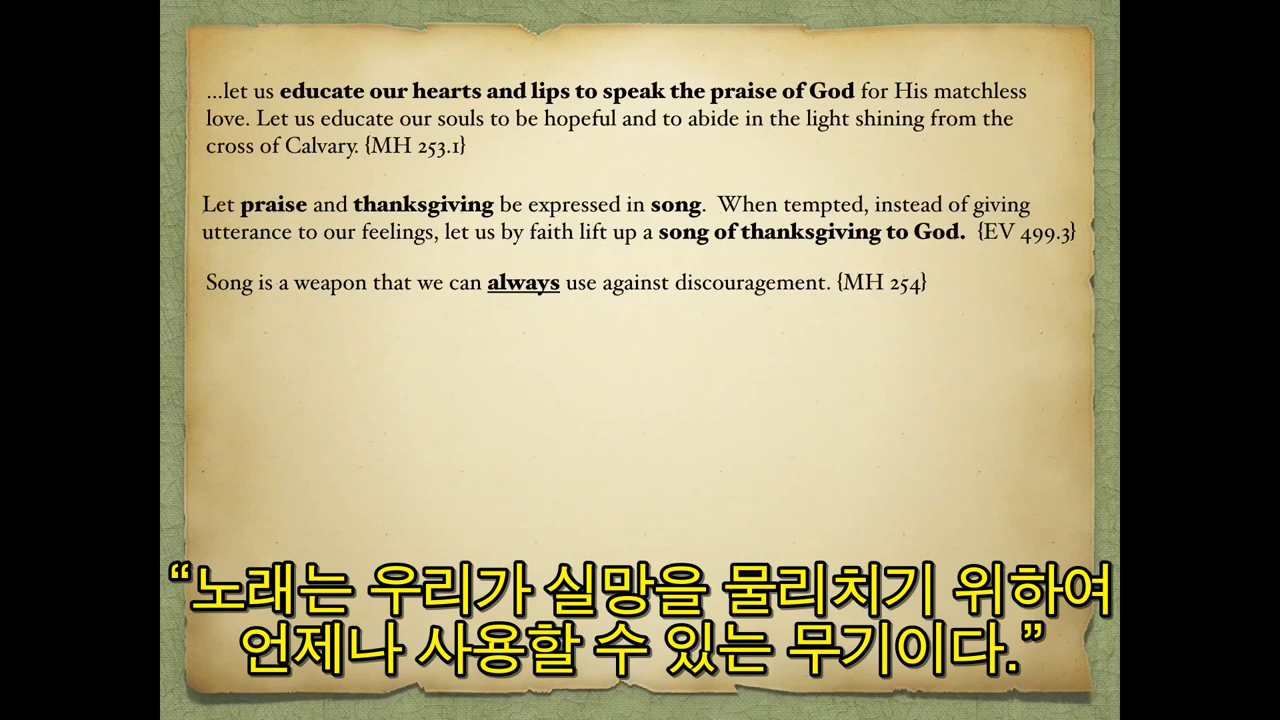 ...let us educate our hearts and lips to speak the praise of God for His matchless
love. Let us educate our souls to be hopeful and to abide in the light shining from the
cross of Calvary. {MH 253.1}
Let praise and thanksgiving be expressed in song.  When tempted, instead of giving
utterance to our feelings, let us by faith lift up a song of thanksgiving to God.  {EV 499.3}
Song is a weapon that we can always use against discouragement. {MH 254}
“노래는 우리가 실망을 물리치기 위하여
언제나 사용할 수 있는 무기이다.”